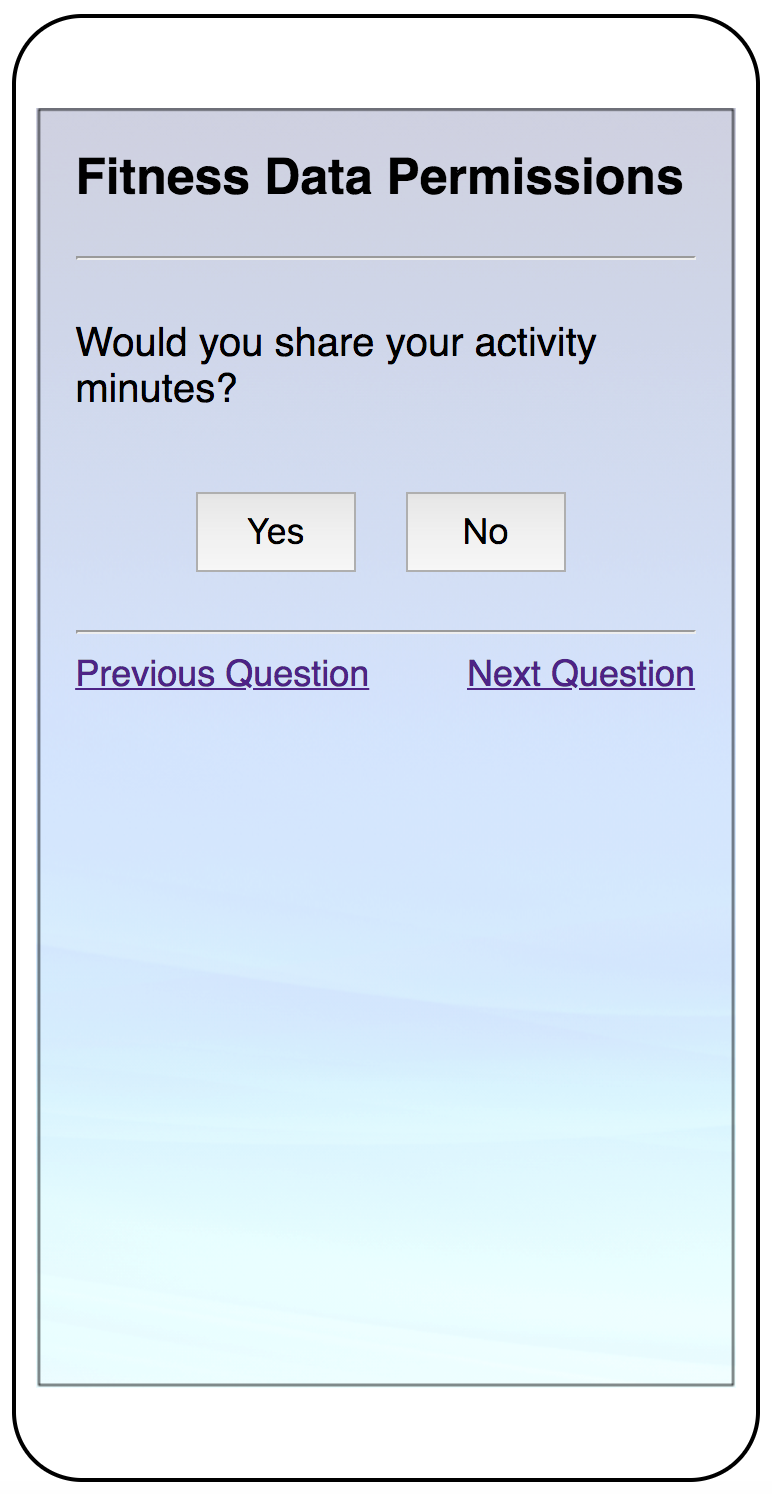 Fitness Data Permissions
Would you share your activity
minutes?
Yes No
Previous Question Next Question